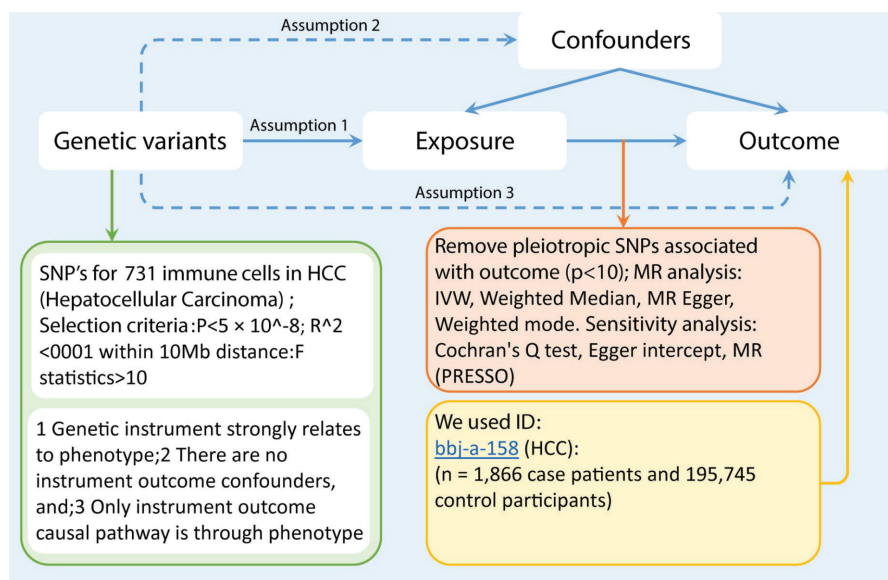 Assumption 2
Confounders
Genetic variants
Assumption 1
Exposure
Outcome
Assumption 3
SNP's for 731 immune cells in HCC
(Hepatocellular Carcinoma) ;
Selection criteria:P<5 × 10^-8; R^2
<0001 within 10Mb distance:F
statistics>10
1 Genetic instrument strongly relates
to phenotype;2 There are no
instrument outcome confounders,
and;3 Only instrument outcome
causal pathway is through phenotype
Remove pleiotropic SNPs associated
with outcome (p<10); MR analysis:
IVW, Weighted Median, MR Egger,
Weighted mode. Sensitivity analysis:
Cochran's Q test, Egger intercept, MR
(PRESSO)
We used ID:
bbj-a-158 (HCC):
(n = 1,866 case patients and 195,745
control participants)